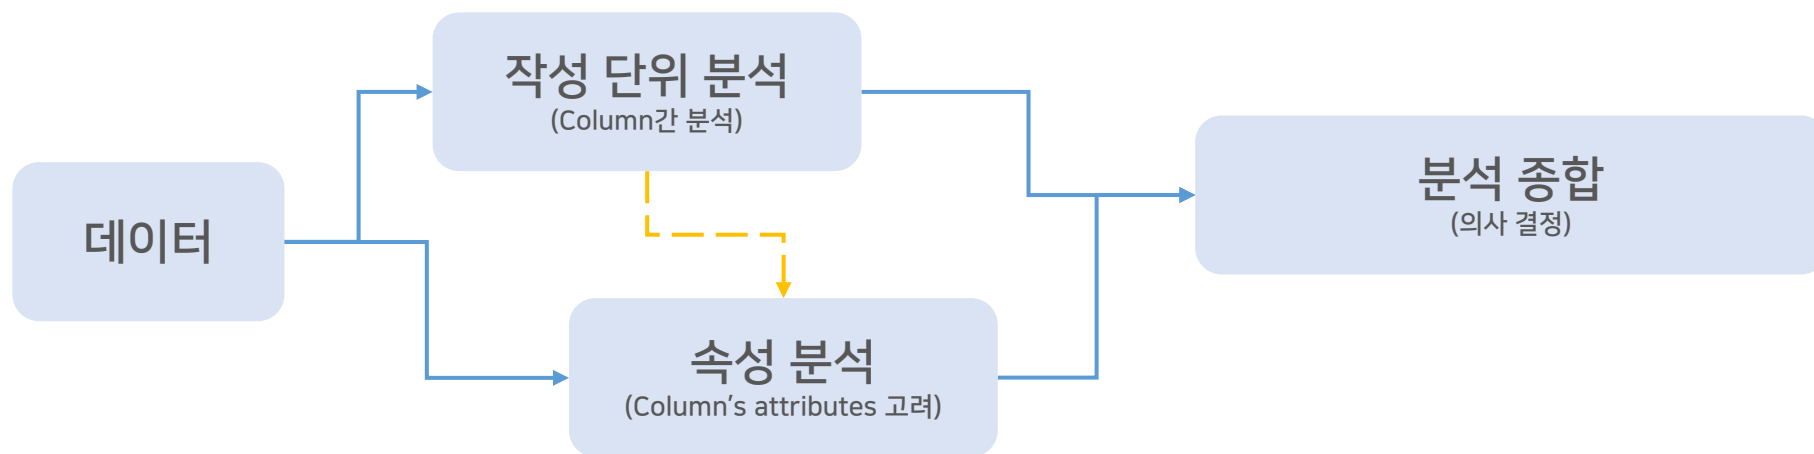 데이터
작성 단위 분석
(Column간 분석)
속성 분석
(Column's attributes 고려)
분석 종합
(의사 결정)